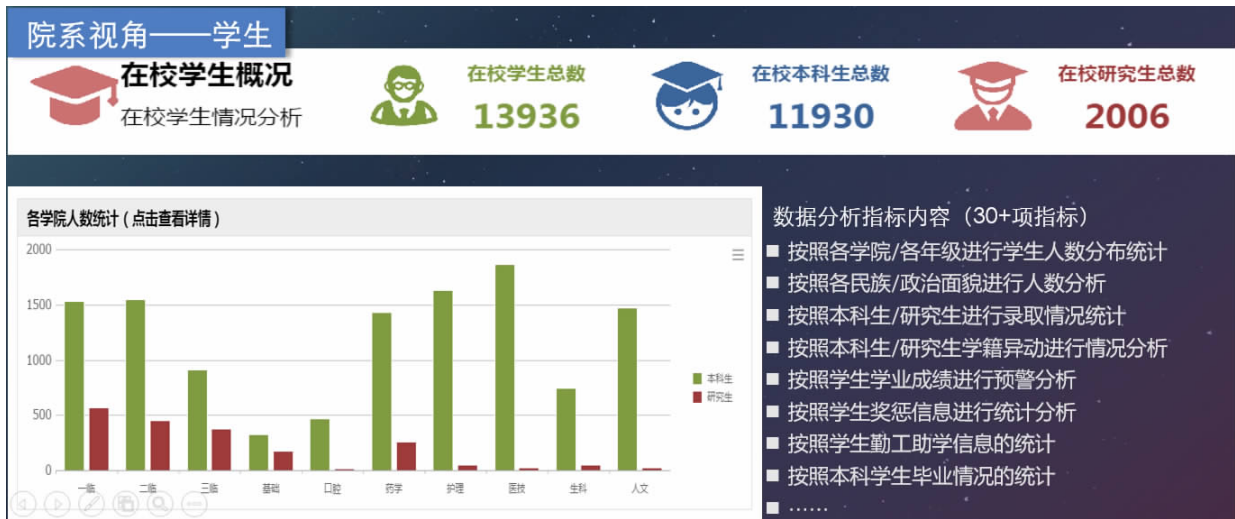 院系视角——学生
在校学生概况
在校学生情况分析
在校学生总数
13936
在校本科生总数
11930
在校研究生总数
2006
各学院人数统计(点击查看详情)
2000
1500
1000
500
0
一临 二临 三临 基础 口腔 药学 护理 医技 生科 人文
本科生
研究生
数据分析指标内容(30+项指标)
■ 按照各学院/各年级进行学生人数分布统计
■ 按照各民族/政治面貌进行人数分析
■ 按照本科生/研究生进行录取情况统计
■ 按照本科生/研究生学籍异动进行情况分析
■ 按照学生学业成绩进行预警分析
■ 按照学生奖惩信息进行统计分析
■ 按照学生勤工助学信息的统计
■ 按照本科学生毕业情况的统计
■ ……